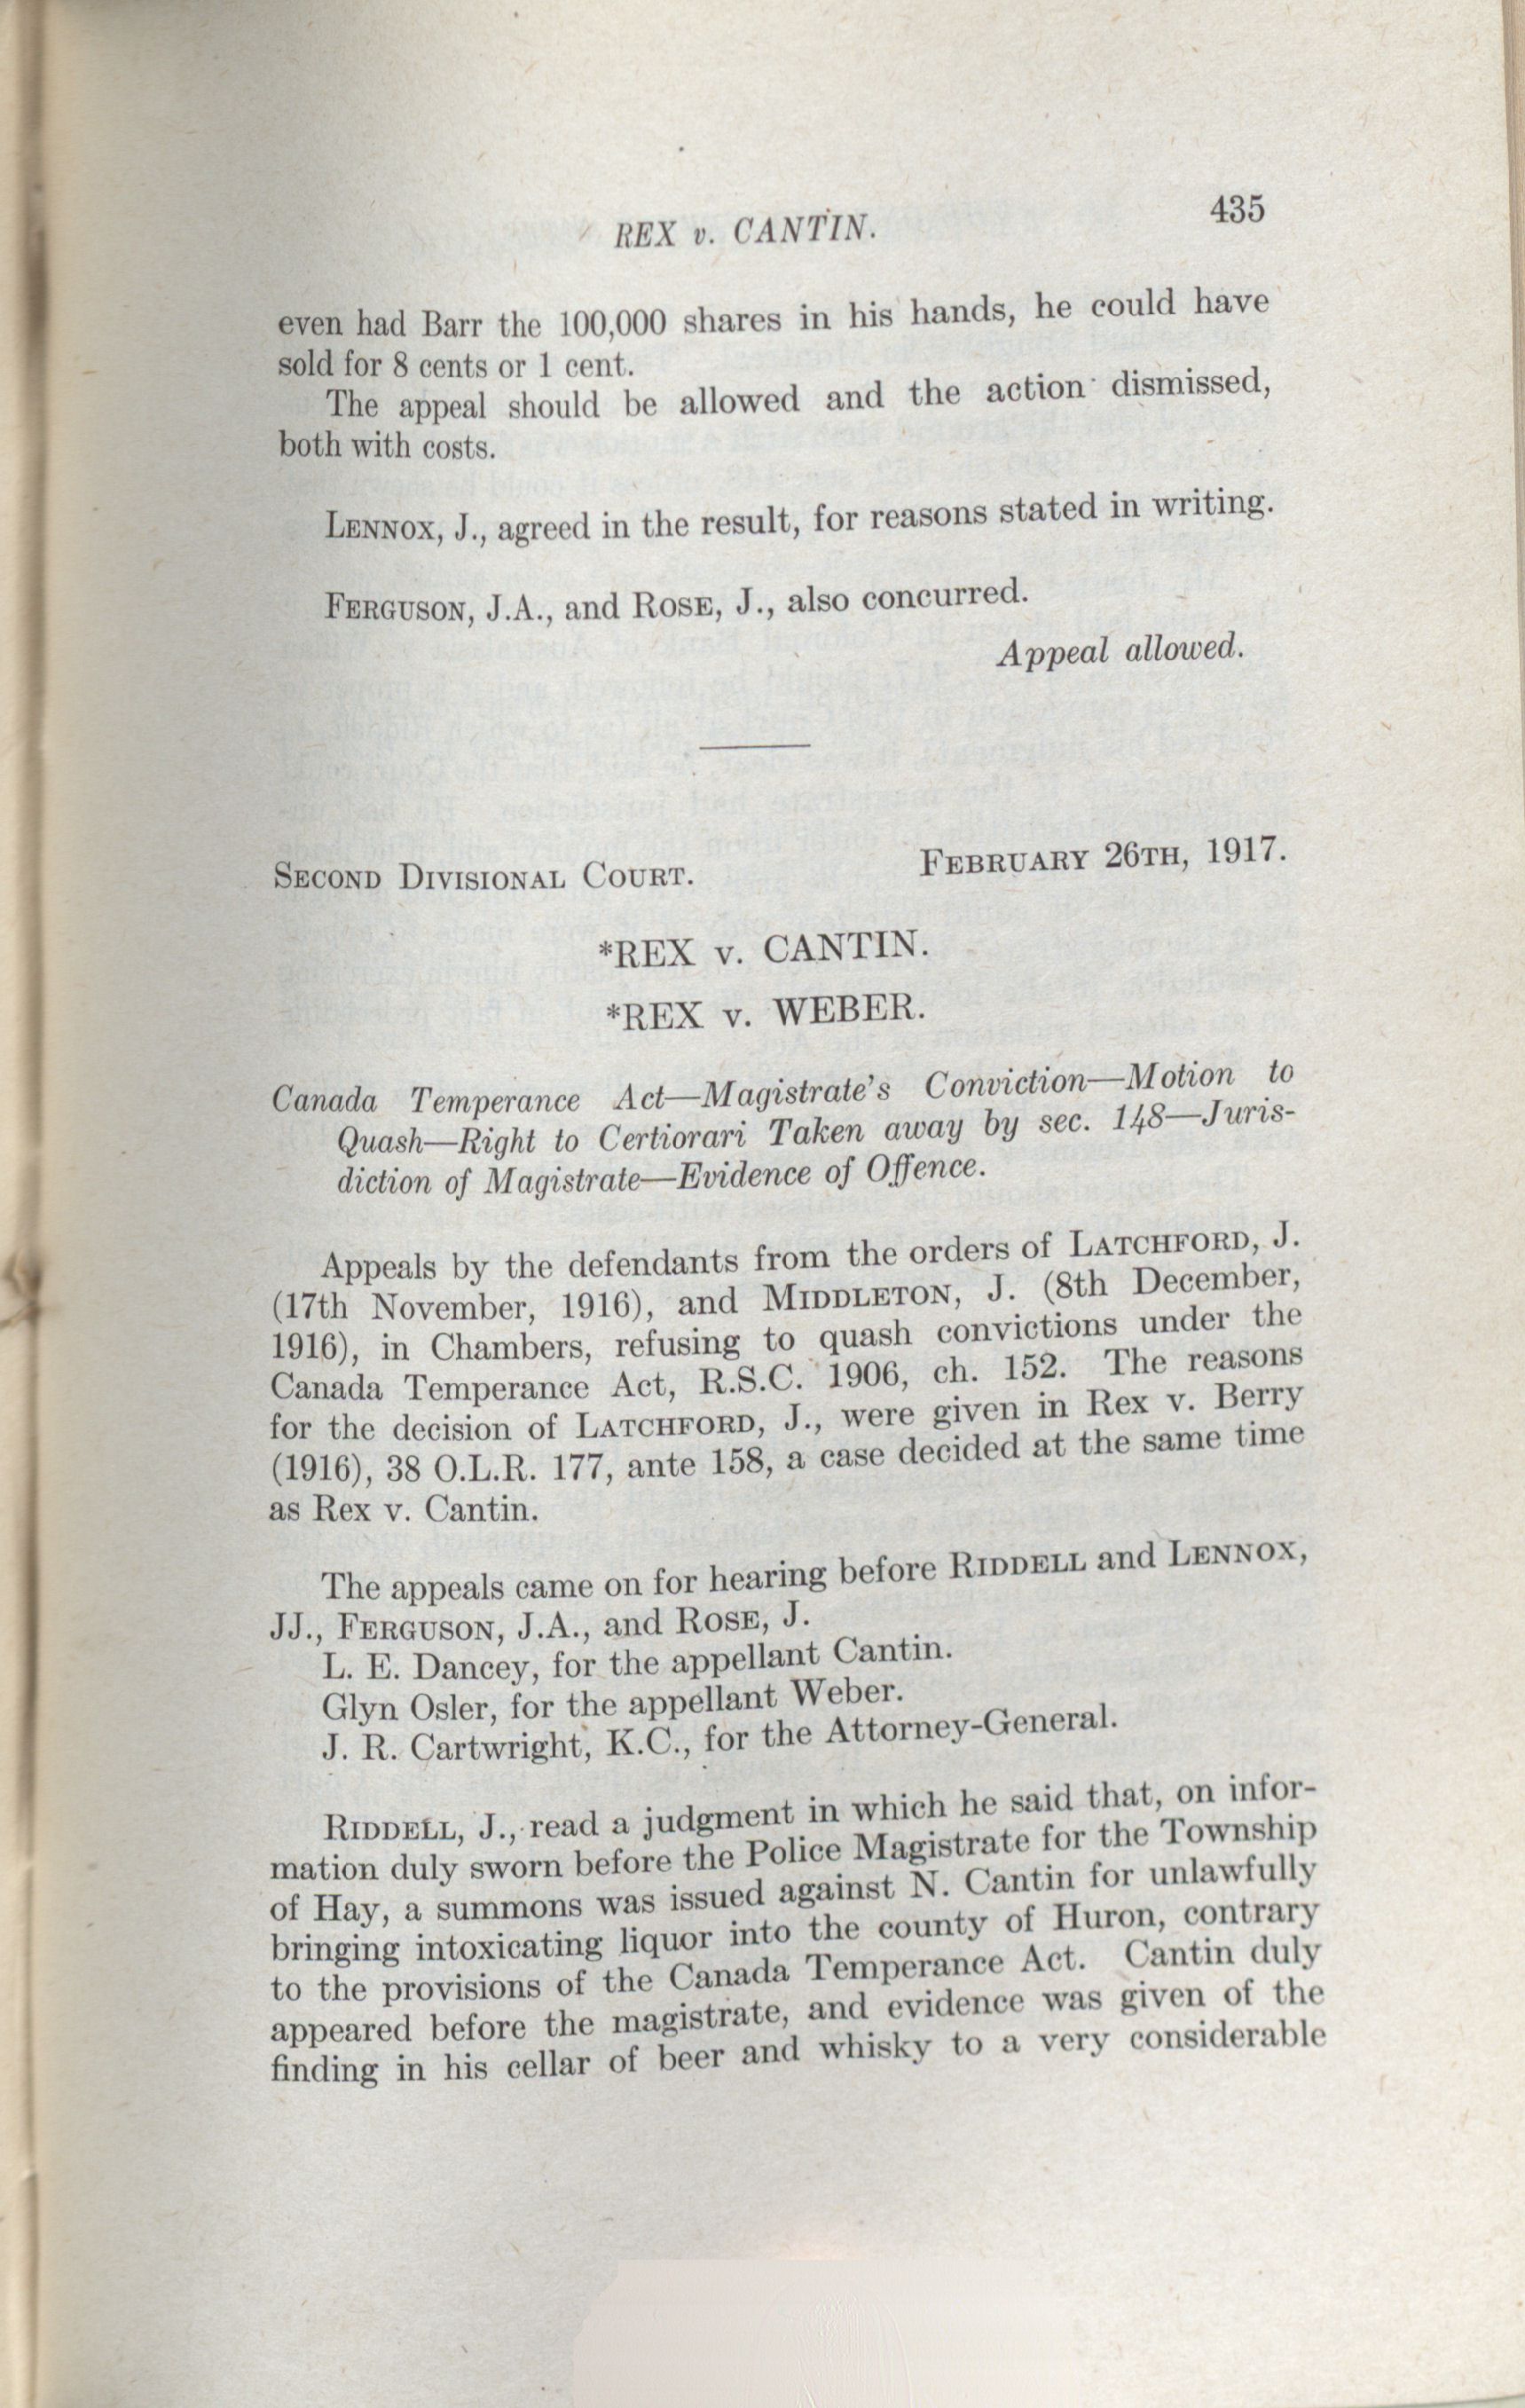 REX v. CANTIN.
435
even had Barr the 100,000 shares in his hands, he could have
sold for 8 cents or 1 cent.
The appeal should be allowed and the action dismissed,
both with costs.
LENNOX, J., agreed in the result, for reasons stated in writing.
FERGUSON, J.A., and ROSE, J., also concurred.
Appeal allowed.
SECOND DIVISIONAL COURT.
FEBRUARY 26TH, 1917.
*REX v. CANTIN.
*REX v. WEBER.
Canada Temperance Act—Magistrate's Conviction—Motion to
Quash—Right to Certiorari Taken away by sec. 148—Juris-
diction of Magistrate—Evidence of Offence.
Appeals by the defendants from the orders of LATCHFORD, J.
(17th November, 1916), and MIDDLETON, J. (8th December,
1916), in Chambers, refusing to quash convictions under the
Canada Temperance Act, R.S.C. 1906, ch. 152. The reasons
for the decision of LATCHFORD, J., were given in Rex v. Berry
(1916), 38 O.L.R. 177, ante 158, a case decided at the same time
as Rex v. Cantin.
The appeals came on for hearing before RIDDELL and LENNOX,
JJ., FERGUSON, J.A., and ROSE, J.
L. E. Dancey, for the appellant Cantin.
Glyn Osler, for the appellant Weber.
J. R. Cartwright, K.C., for the Attorney-General.
RIDDELL, J., read a judgment in which he said that, on infor-
mation duly sworn before the Police Magistrate for the Township
of Hay, a summons was issued against N. Cantin for unlawfully
bringing intoxicating liquor into the county of Huron, contrary
to the provisions of the Canada Temperance Act. Cantin duly
appeared before the magistrate, and evidence was given of the
finding in his cellar of beer and whisky to a very considerable